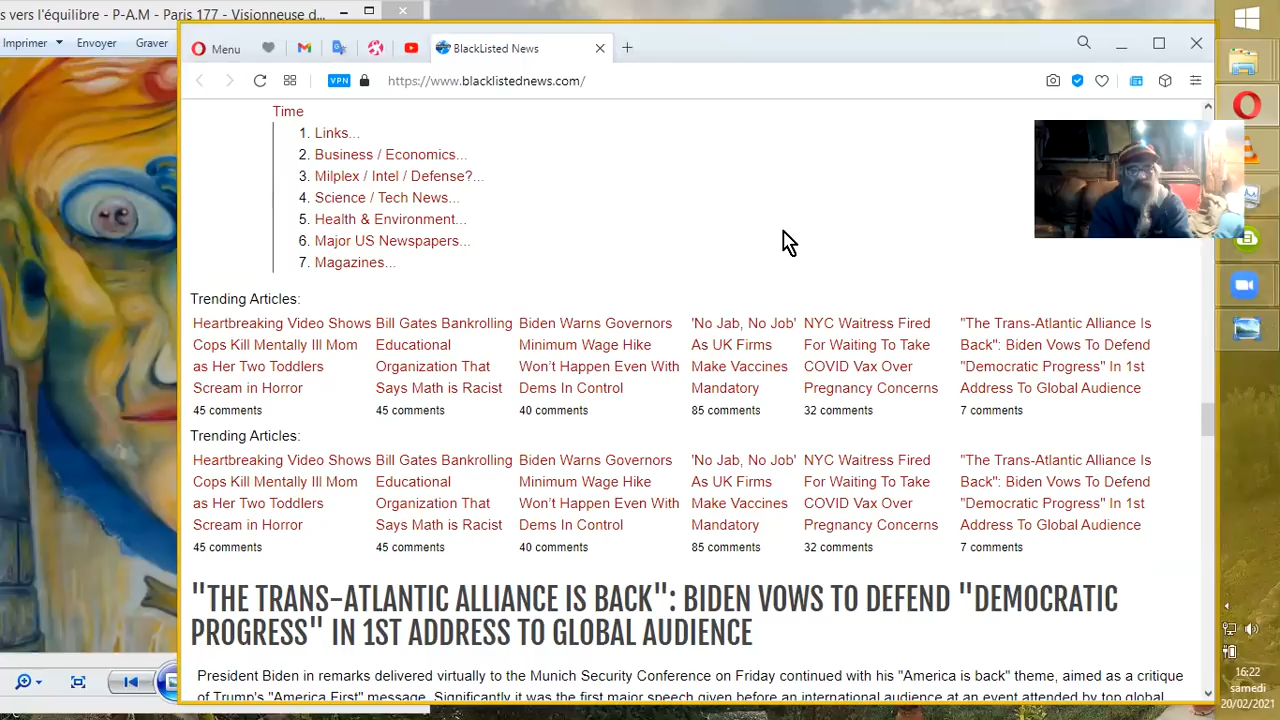 s vers l'équilibre - P-A.M - Paris 177 - Visionneuse d...
Imprimer Envoyer Graver
Menu
BlackListed News
VPN https://www.blacklistednews.com/
Time
1. Links...
2. Business / Economics...
3. Milplex / Intel / Defense?...
4. Science / Tech News...
5. Health & Environment...
6. Major US Newspapers...
7. Magazines...
Trending Articles:
Heartbreaking Video Shows Bill Gates Bankrolling Biden Warns Governors 'No Jab, No Job' NYC Waitress Fired "The Trans-Atlantic Alliance Is
Cops Kill Mentally Ill Mom Educational Minimum Wage Hike As UK Firms For Waiting To Take Back": Biden Vows To Defend
as Her Two Toddlers Organization That Won't Happen Even With Make Vaccines COVID Vax Over "Democratic Progress" In 1st
Scream in Horror Says Math is Racist Dems In Control Mandatory Pregnancy Concerns Address To Global Audience
45 comments 45 comments 40 comments 85 comments 32 comments 7 comments
Trending Articles:
Heartbreaking Video Shows Bill Gates Bankrolling Biden Warns Governors 'No Jab, No Job' NYC Waitress Fired "The Trans-Atlantic Alliance Is
Cops Kill Mentally Ill Mom Educational Minimum Wage Hike As UK Firms For Waiting To Take Back": Biden Vows To Defend
as Her Two Toddlers Organization That Won't Happen Even With Make Vaccines COVID Vax Over "Democratic Progress" In 1st
Scream in Horror Says Math is Racist Dems In Control Mandatory Pregnancy Concerns Address To Global Audience
45 comments 45 comments 40 comments 85 comments 32 comments 7 comments
"THE TRANS-ATLANTIC ALLIANCE IS BACK": BIDEN VOWS TO DEFEND "DEMOCRATIC
PROGRESS" IN 1ST ADDRESS TO GLOBAL AUDIENCE
President Biden in remarks delivered virtually to the Munich Security Conference on Friday continued with his "America is back" theme, aimed as a critique
of Trump's "America First" message. Significantly it was the first major speech given before an international audience at an event attended by top global
16:22
samedi
20/02/2021